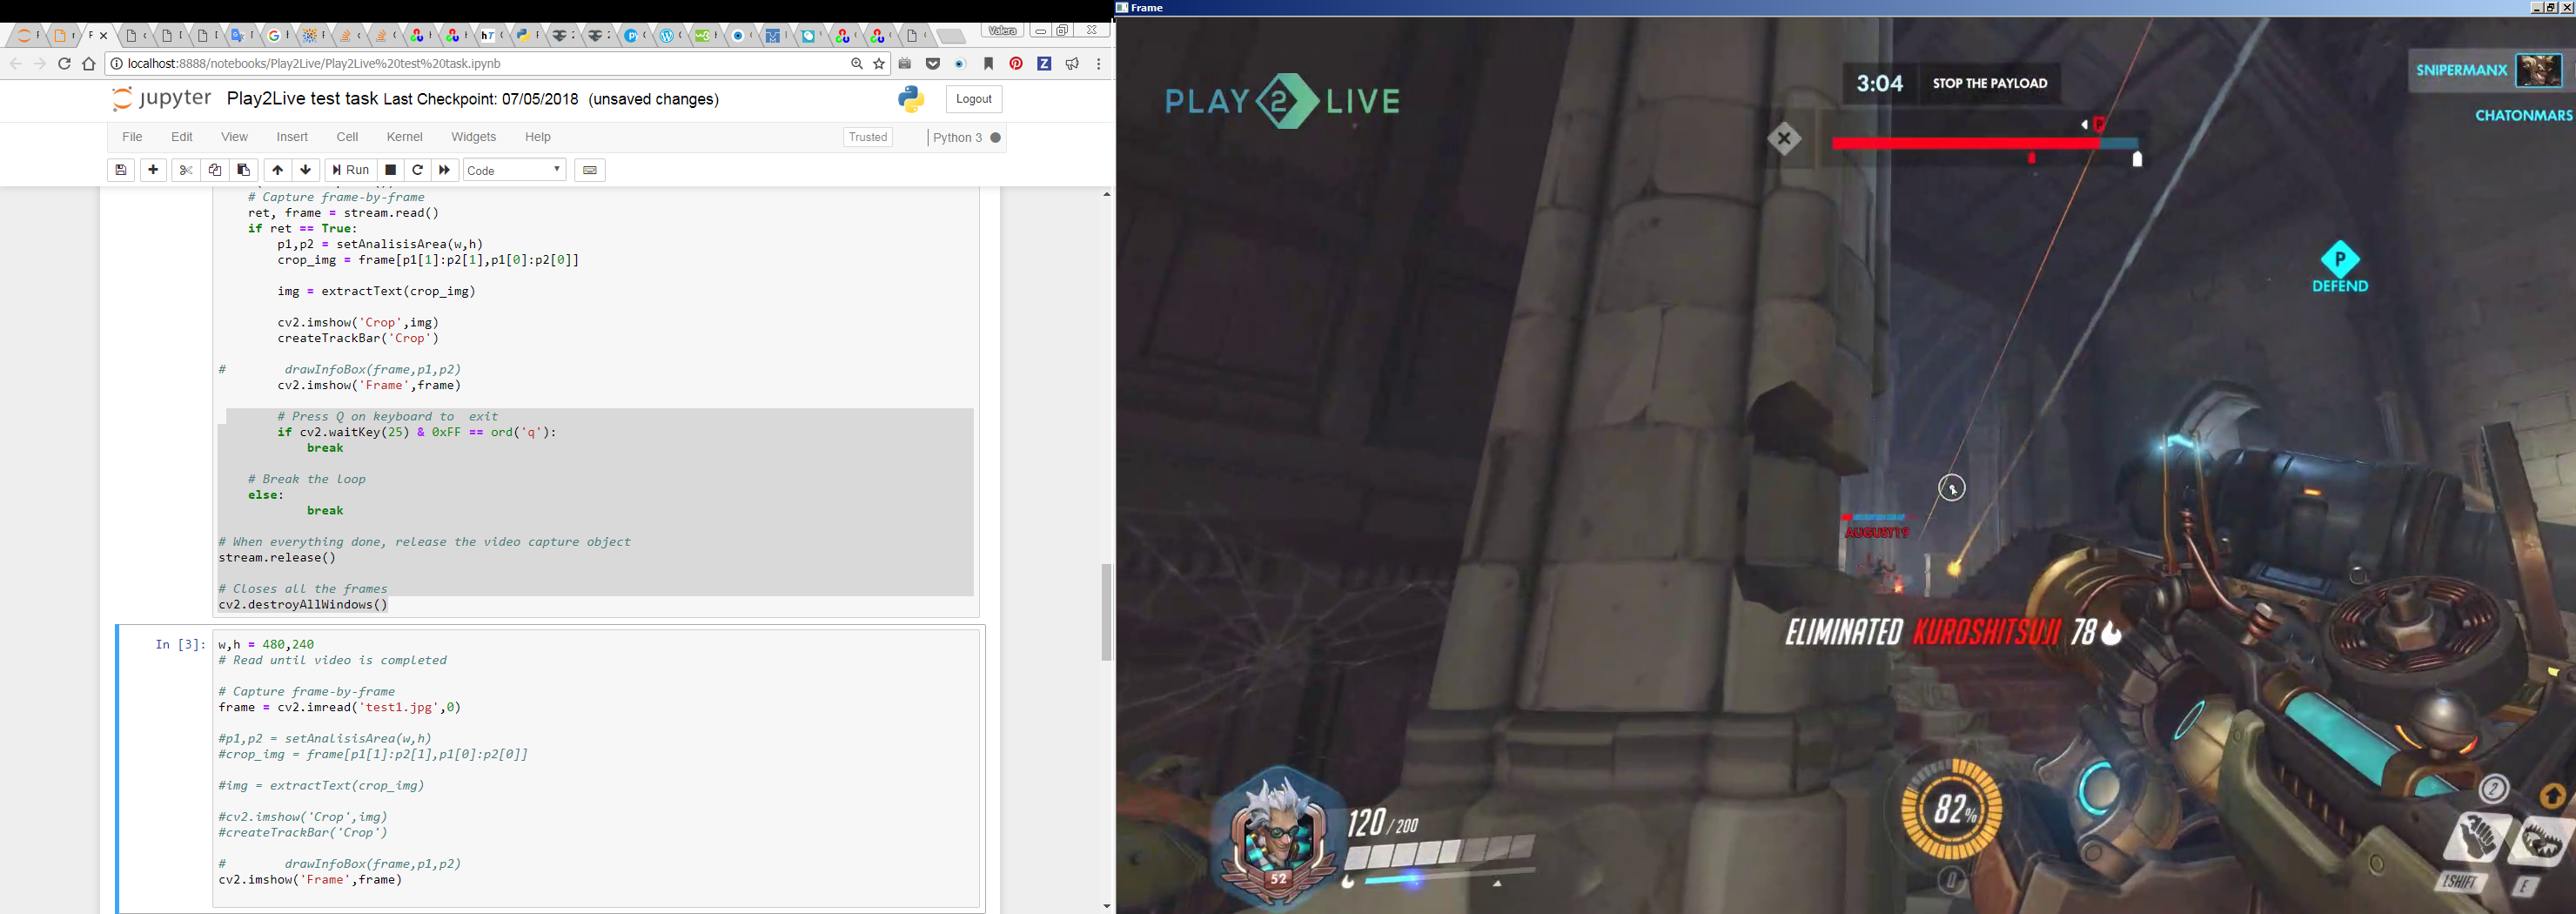 Valera
localhost:8888/notebooks/Play2Live/Play2Live%20test%20task.ipynb
jupyter Play2Live test task Last Checkpoint: 07/05/2018 (unsaved changes)
Logout
File Edit View Insert Cell Kernel Widgets Help
Trusted
Python 3
Run
Code
# Capture frame-by-frame
ret, frame = stream.read()
if ret == True:
p1,p2 = setAnalisisArea(w,h)
crop_img = frame[p1[1]:p2[1],p1[0]:p2[0]]
img = extractText(crop_img)
cv2.imshow('Crop',img)
createTrackBar('Crop')
# drawInfoBox(frame,p1,p2)
cv2.imshow('Frame',frame)
# Press Q on keyboard to  exit
if cv2.waitKey(25) & 0xFF == ord('q'):
break
# Break the loop
else:
break
# When everything done, release the video capture object
stream.release()
# Closes all the frames
cv2.destroyAllWindows()
In [3]:
w,h = 480,240
# Read until video is completed
# Capture frame-by-frame
frame = cv2.imread('test1.jpg',0)
#p1,p2 = setAnalisisArea(w,h)
#crop_img = frame[p1[1]:p2[1],p1[0]:p2[0]]
#img = extractText(crop_img)
#cv2.imshow('Crop',img)
#createTrackBar('Crop')
# drawInfoBox(frame,p1,p2)
cv2.imshow('Frame',frame)
Frame
PLAY 2 LIVE
3:04 STOP THE PAYLOAD
SNIPERMANX
CHATONMARS
P
P
DEFEND
AUGUST19
ELIMINATED KUROSHITSUJI 78
120/200
52
82%
Q
2
LSHIFT
E